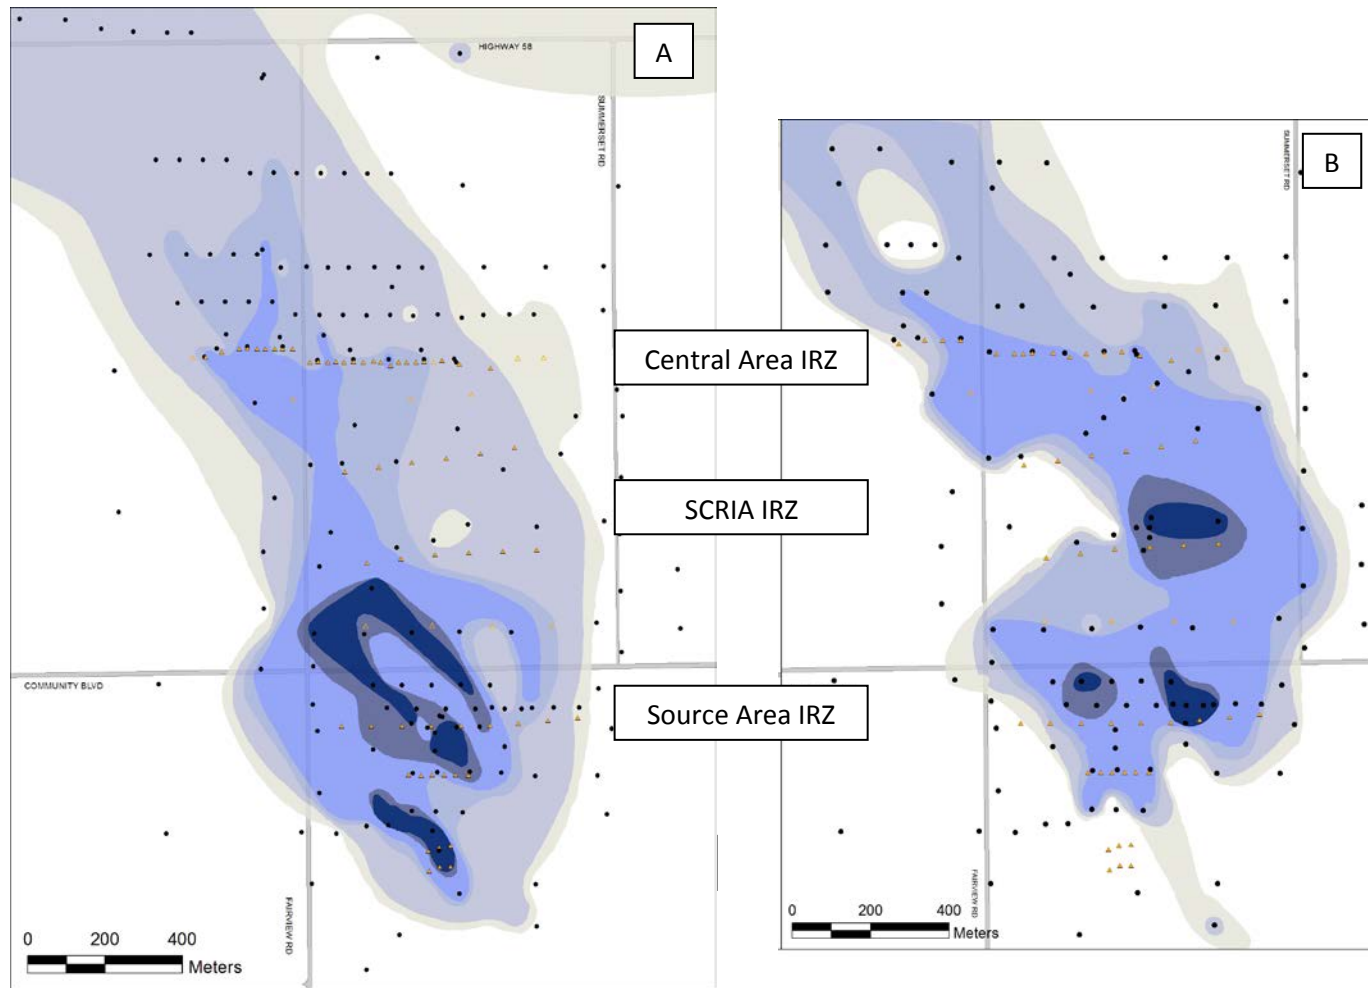 A
HIGHWAY 58
SUMMERSET RD
B
SUMMERSET RD
Central Area IRZ
SCRIA IRZ
COMMUNITY BLVD
Source Area IRZ
FAIRVIEW RD
FAIRVIEW RD
0 200 400
Meters
0 200 400
Meters